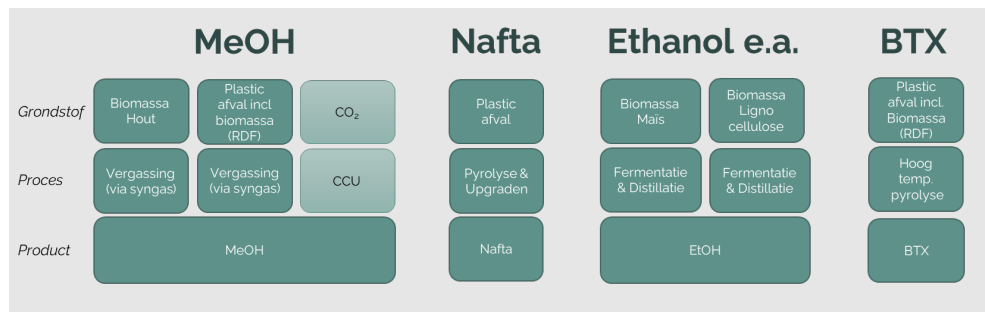 MeOH
Nafta
Ethanol e.a.
BTX
Grondstof
Biomassa
Hout
Plastic
afval incl
biomassa
(RDF)
CO₂
Plastic
afval
Biomassa
Maïs
Biomassa
Ligno
cellulose
Plastic
afval incl.
Biomassa
(RDF)
Proces
Vergassing
(via syngas)
Vergassing
(via syngas)
CCU
Pyrolyse &
Upgraden
Fermentatie
& Distillatie
Fermentatie
& Distillatie
Hoog
temp.
pyrolyse
Product
MeOH
Nafta
EtOH
BTX